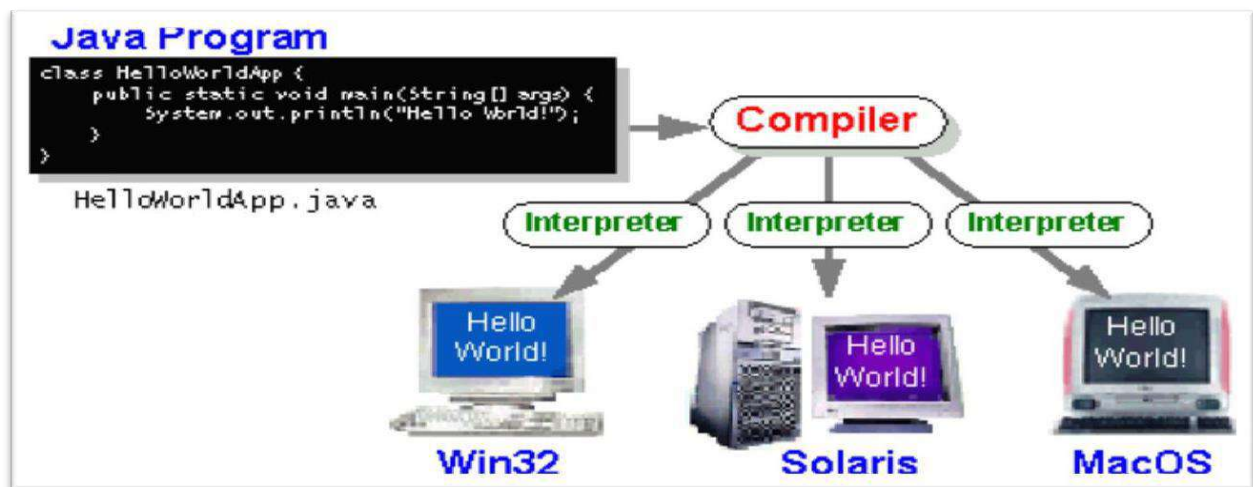 Java Program
class HelloWorldApp {
    public static void main(String[] args) {
        System.out.println("Hello World!");
    }
}
HelloWorldApp.java
Compiler
Interpreter Interpreter Interpreter
Hello
World!
Hello
World!
Hello
World!
Win32 Solaris MacOS